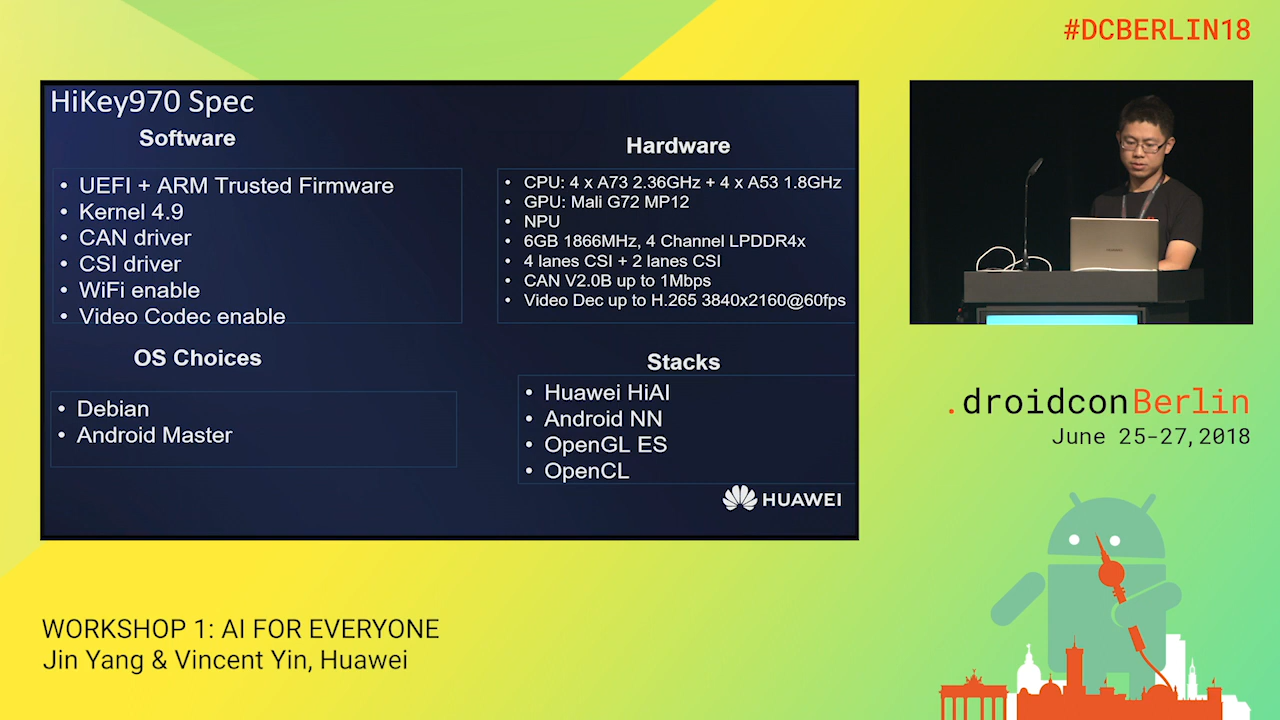 #DCBERLIN18
HiKey970 Spec
Software
• UEFI + ARM Trusted Firmware
• Kernel 4.9
• CAN driver
• CSI driver
• WiFi enable
• Video Codec enable
Hardware
• CPU: 4 x A73 2.36GHz + 4 x A53 1.8GHz
• GPU: Mali G72 MP12
• NPU
• 6GB 1866MHz, 4 Channel LPDDR4x
• 4 lanes CSI + 2 lanes CSI
• CAN V2.0B up to 1Mbps
• Video Dec up to H.265 3840x2160@60fps
OS Choices
• Debian
• Android Master
Stacks
• Huawei HiAI
• Android NN
• OpenGL ES
• OpenCL
HUAWEI
.droidconBerlin
June 25-27, 2018
WORKSHOP 1: AI FOR EVERYONE
Jin Yang & Vincent Yin, Huawei